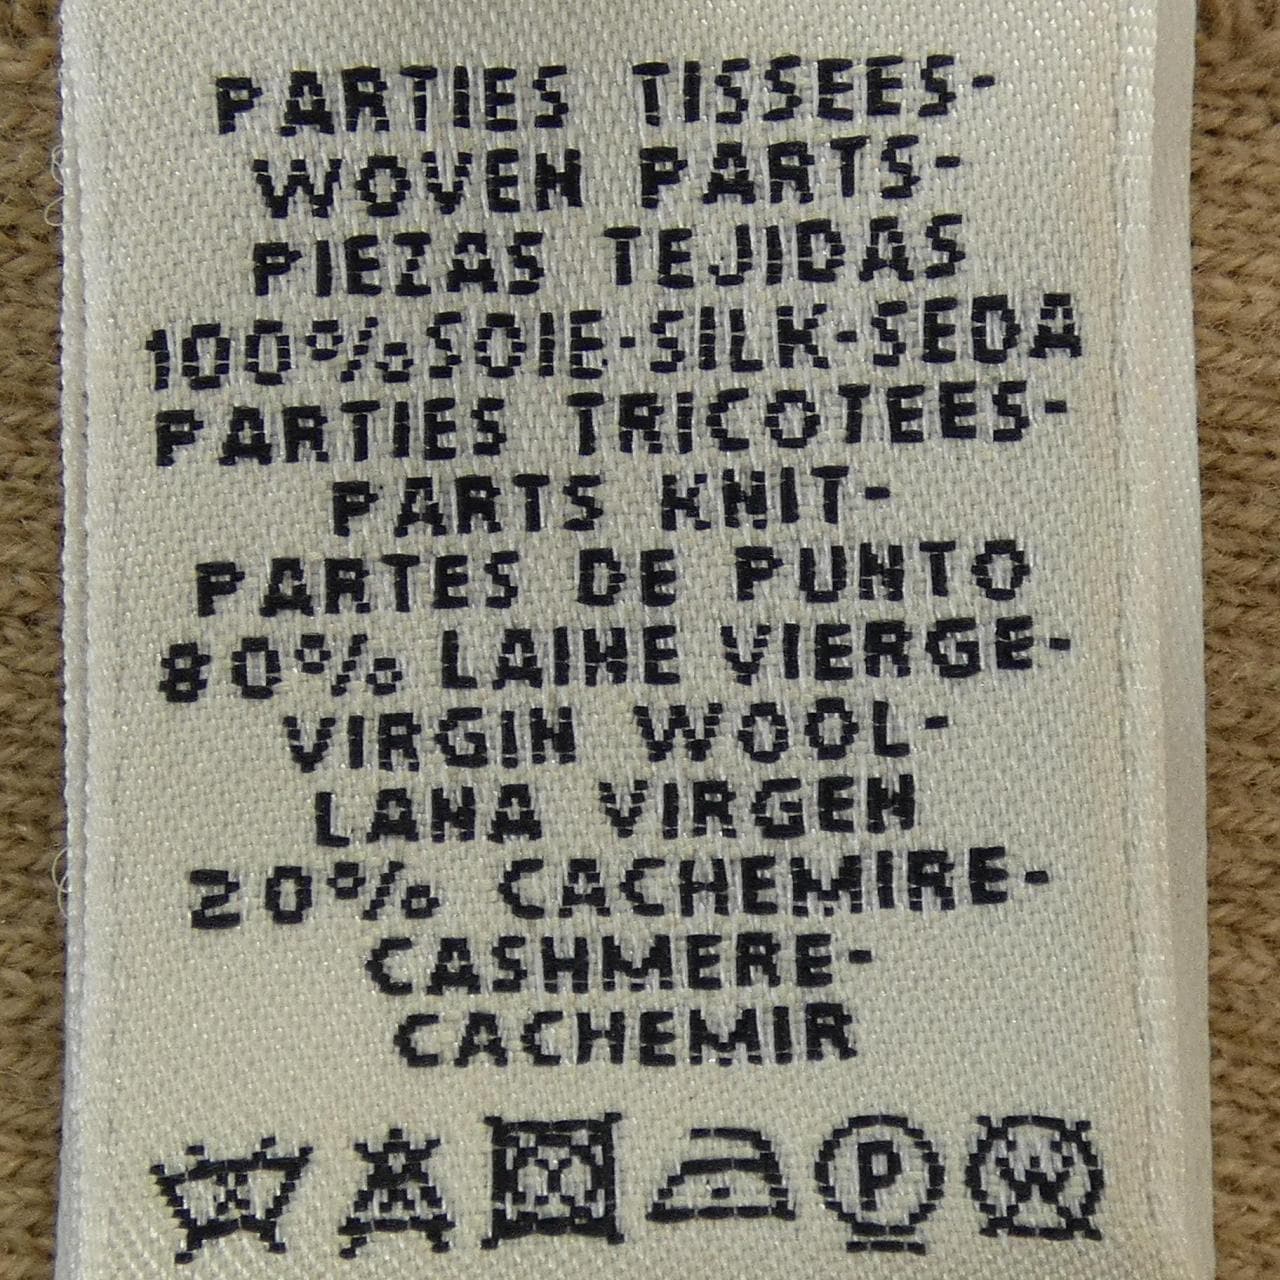 PARTIES TISSEES-
WOVEN PARTS-
PIEZAS TEJIDAS
100%SOIE-SILK-SEDA
PARTIES TRICOTEES-
PARTS KNIT-
PARTES DE PUNTO
80% LAINE VIERGE-
VIRGIN WOOL-
LANA VIRGEN
20% CACHEMIRE-
CASHMERE-
CACHEMIR
P W